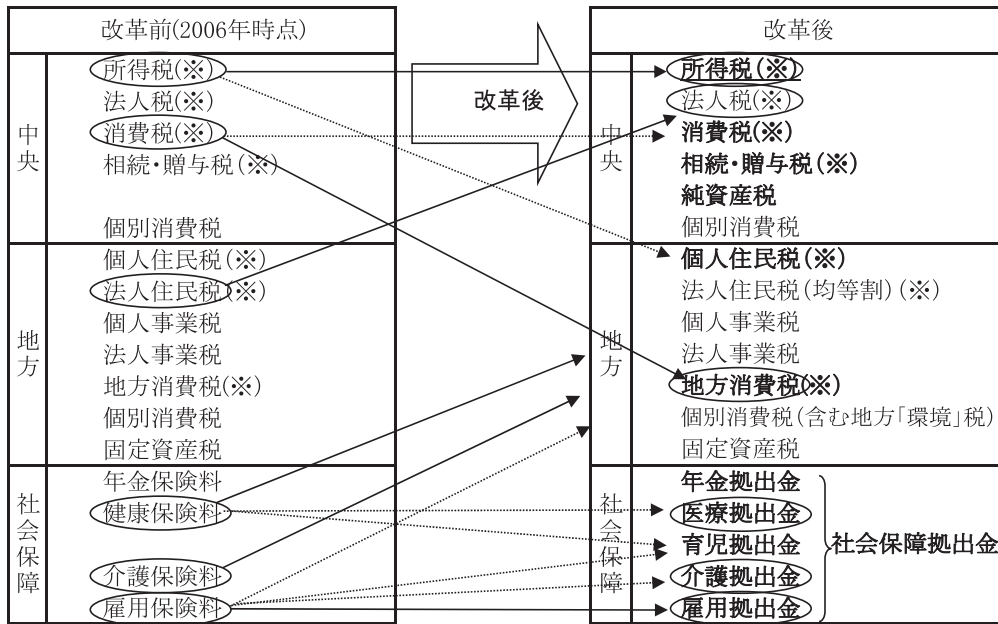 改革前(2006年時点)
中央
所得税(※)
法人税(※)
消費税(※)
相続・贈与税(※)
個別消費税
地方
個人住民税(※)
法人住民税(※)
個人事業税
法人事業税
地方消費税(※)
個別消費税
固定資産税
社会保障
年金保険料
健康保険料
介護保険料
雇用保険料
改革後
改革後
中央
所得税(※)
法人税(※)
消費税(※)
相続・贈与税(※)
純資産税
個別消費税
地方
個人住民税(※)
法人住民税(均等割)(※)
個人事業税
法人事業税
地方消費税(※)
個別消費税(含む地方「環境」税)
固定資産税
社会保障
年金拠出金
医療拠出金
育児拠出金
介護拠出金
雇用拠出金
社会保障拠出金